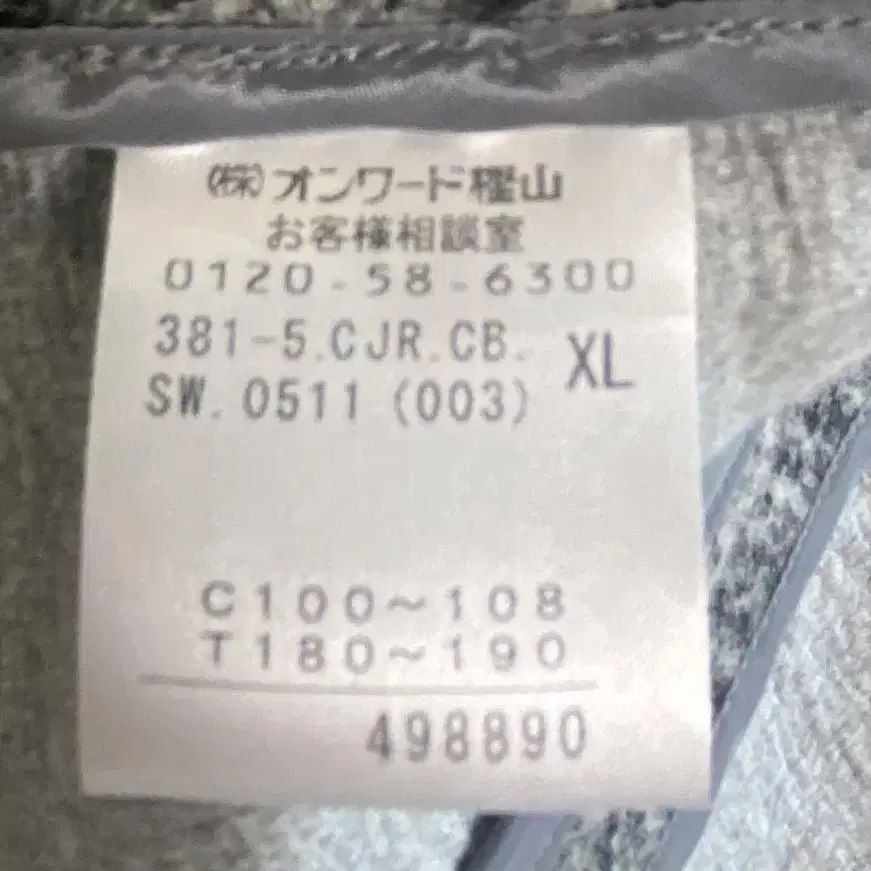 ㈱オンワード樫山
お客様相談室
0120-58-6300
381-5.CJR.CB. XL
SW.0511(003)
C100~108
T180~190
498890